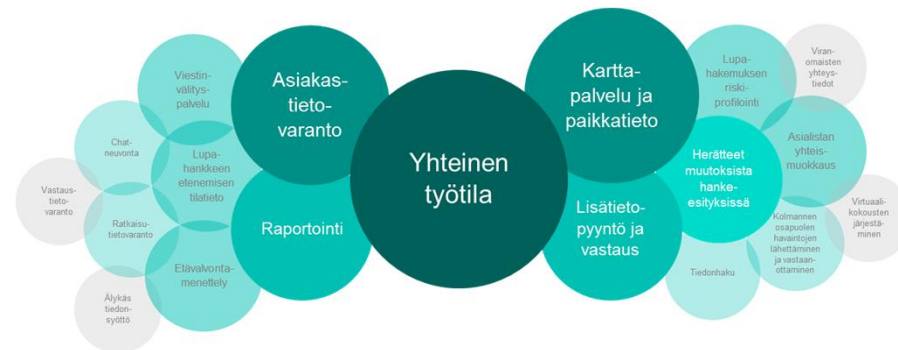 Viestin-
välitys-
palvelu
Chat-
neuvonta
Vastaus-
tieto-
varanto
Lupa-
hankkeen
etenemisen
tilatieto
Ratkaisu-
tietovaranto
Älykäs
tiedon-
syöttö
Etävalvonta-
menettely
Asiakas-
tieto-
varanto
Raportointi
Yhteinen
työtila
Kartta-
palvelu ja
paikkatieto
Lisätieto-
pyyntö ja
vastaus
Lupa-
hakemuksen
riski-
profilointi
Viran-
omaisten
yhteys-
tiedot
Herätteet
muutoksista
hanke-
esityksissä
Asialistan
yhteis-
muokkaus
Tiedonhaku
Kolmannen
osapuolen
havaintojen
lähettäminen
ja vastaan-
ottaminen
Virtuaali-
kokousten
järjestä-
minen